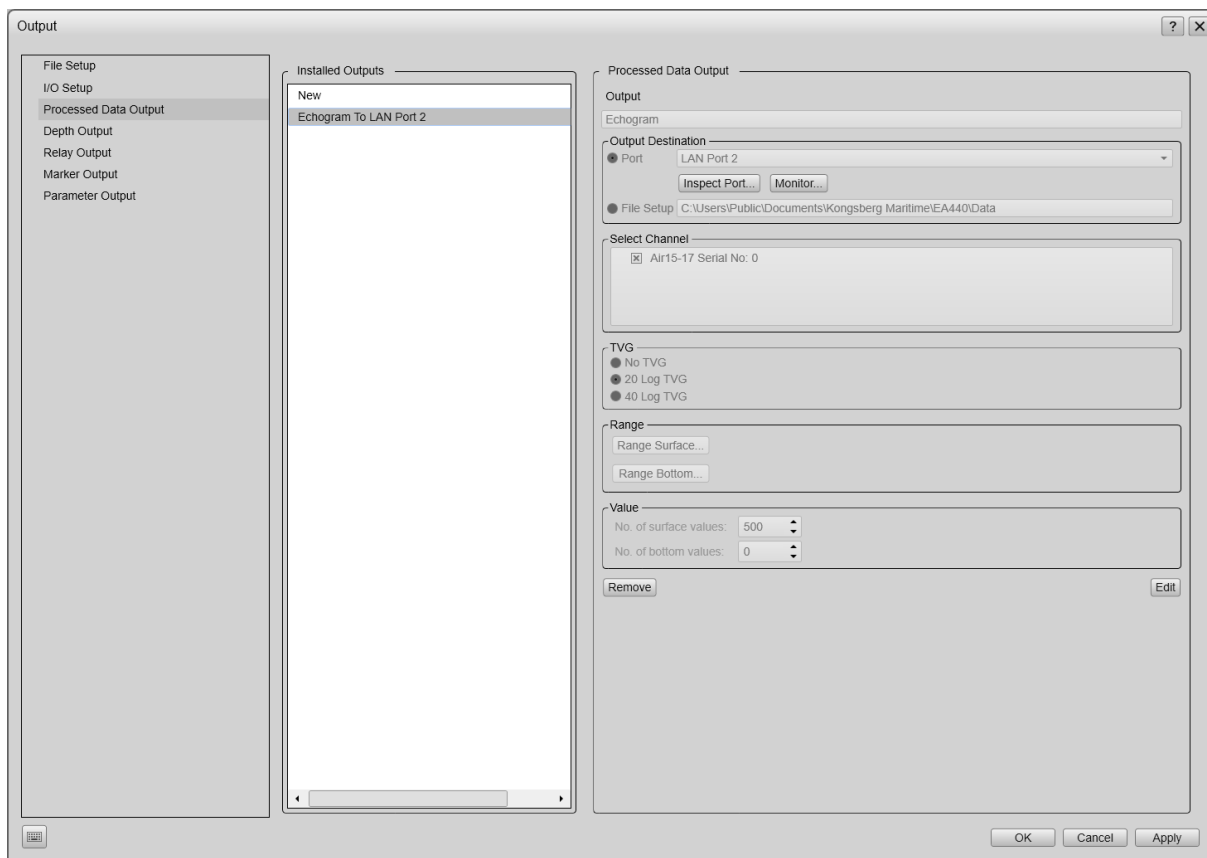 Output
?
File Setup
I/O Setup
Processed Data Output
Depth Output
Relay Output
Marker Output
Parameter Output
Installed Outputs
New
Echogram To LAN Port 2
Processed Data Output
Output
Echogram
Output Destination
Port LAN Port 2
Inspect Port... Monitor...
File Setup C:\Users\Public\Documents\Kongsberg Maritime\EA440\Data
Select Channel
Air15-17 Serial No: 0
TVG
No TVG
20 Log TVG
40 Log TVG
Range
Range Surface...
Range Bottom...
Value
No. of surface values: 500
No. of bottom values: 0
Remove Edit
OK Cancel Apply